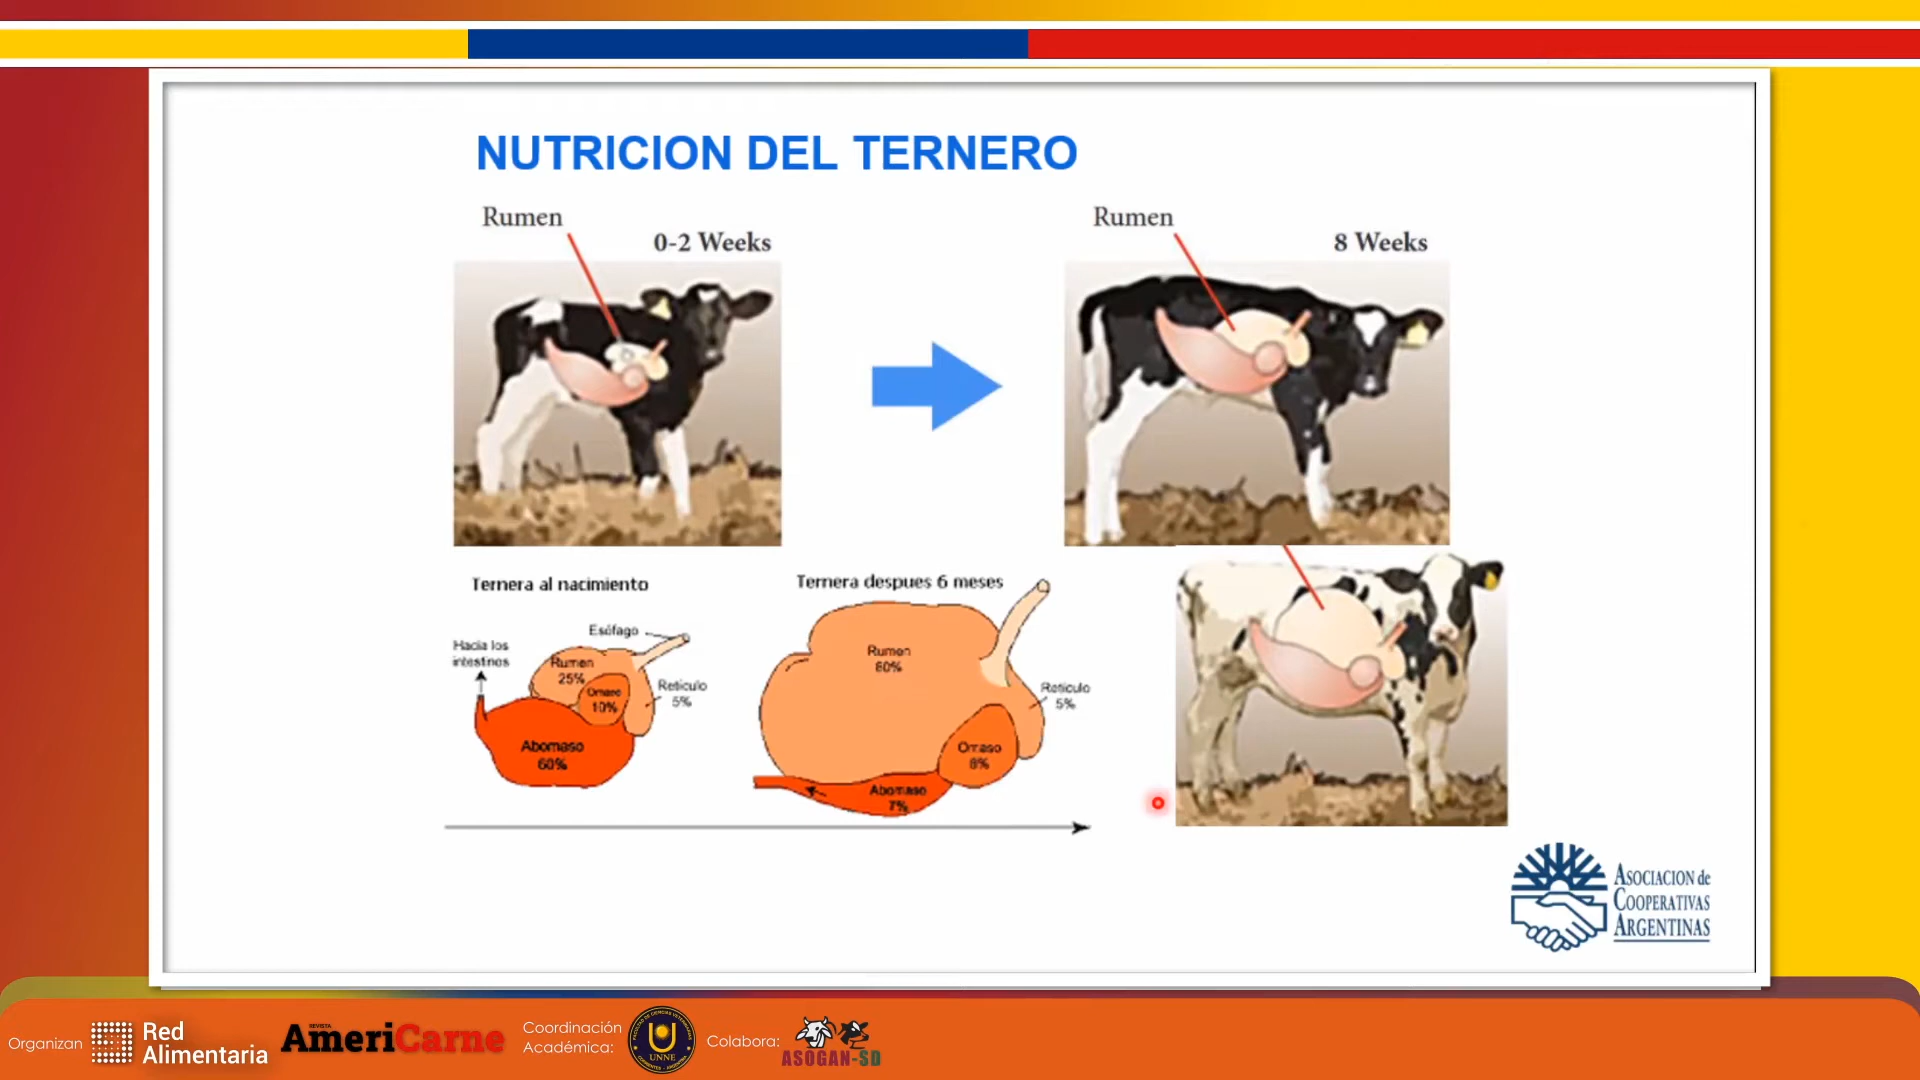 NUTRICION DEL TERNERO
Rumen
0-2 Weeks
Rumen
8 Weeks
Ternera al nacimiento
Esófago
Hacia los
intestinos
Rumen
25%
Omaso
10%
Retículo
5%
Abomaso
60%
Ternera despues 6 meses
Rumen
80%
Retículo
5%
Omaso
8%
Abomaso
7%
ASOCIACION de
COOPERATIVAS
ARGENTINAS
Organizan
Red
Alimentaria
REVISTA
AmeriCarne
Coordinación
Académica:
UNNE
Colabora:
ASOGAN-SD